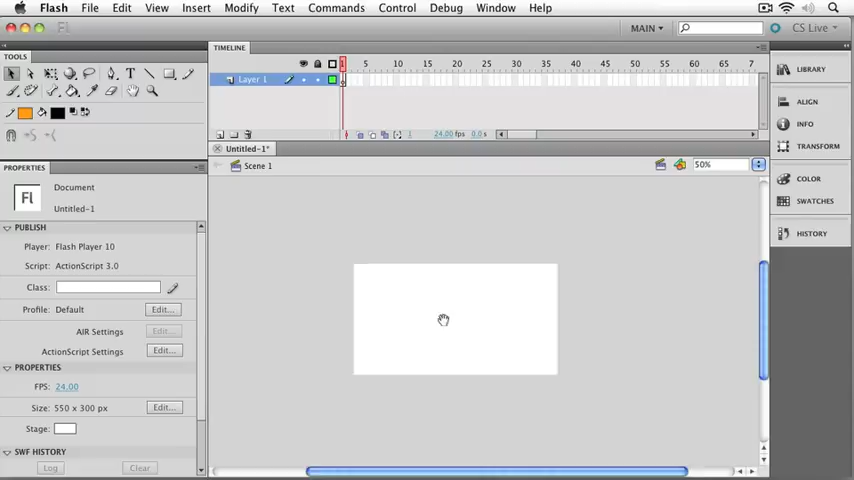 Flash File Edit View Insert Modify Text Commands Control Debug Window Help
MAIN CS Live
TOOLS
TIMELINE
1 5 10 15 20 25 30 35 40 45 50 55 60 65 7
Layer 1
1 24.00 fps 0.0 s
Untitled-1*
Scene 1 50%
PROPERTIES
Fl Document
Untitled-1
PUBLISH
Player: Flash Player 10
Script: ActionScript 3.0
Class:
Profile: Default Edit...
AIR Settings Edit...
ActionScript Settings Edit...
PROPERTIES
FPS: 24.00
Size: 550 x 300 px Edit...
Stage:
SWF HISTORY
Log Clear
LIBRARY
ALIGN
INFO
TRANSFORM
COLOR
SWATCHES
HISTORY